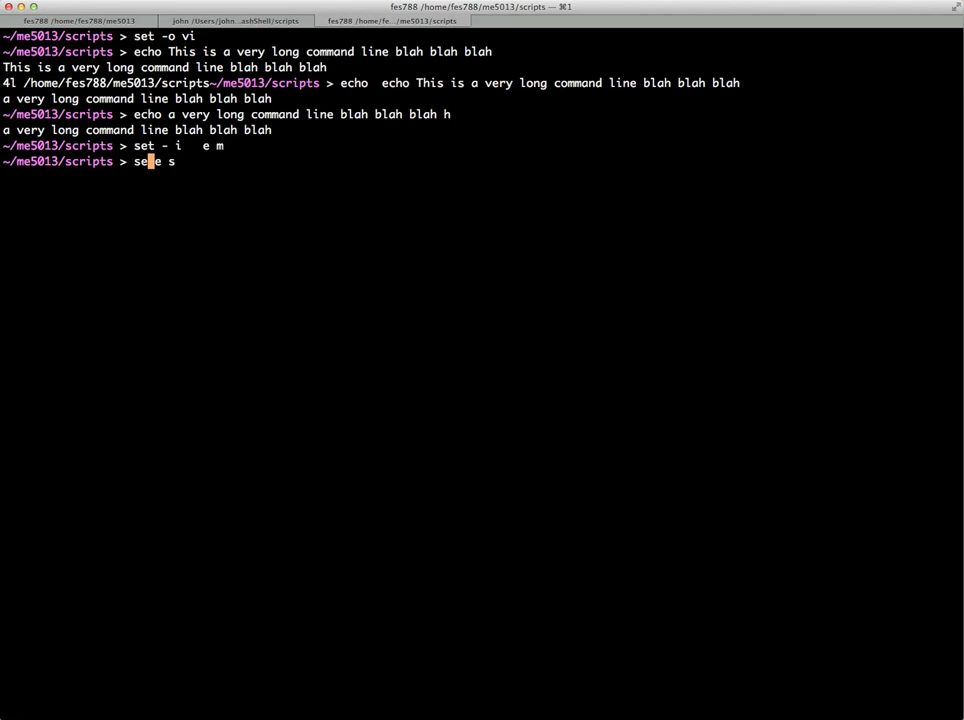 fes788 /home/fes788/me5013/scripts — ⌘1
fes788 /home/fes788/me5013
john /Users/john...ashShell/scripts
fes788 /home/fe.../me5013/scripts
~/me5013/scripts > set -o vi
~/me5013/scripts > echo This is a very long command line blah blah blah
This is a very long command line blah blah blah
4l /home/fes788/me5013/scripts~/me5013/scripts > echo  echo This is a very long command line blah blah blah
a very long command line blah blah blah
~/me5013/scripts > echo a very long command line blah blah blah h
a very long command line blah blah blah
~/me5013/scripts > set - i   e m
~/me5013/scripts > se e s